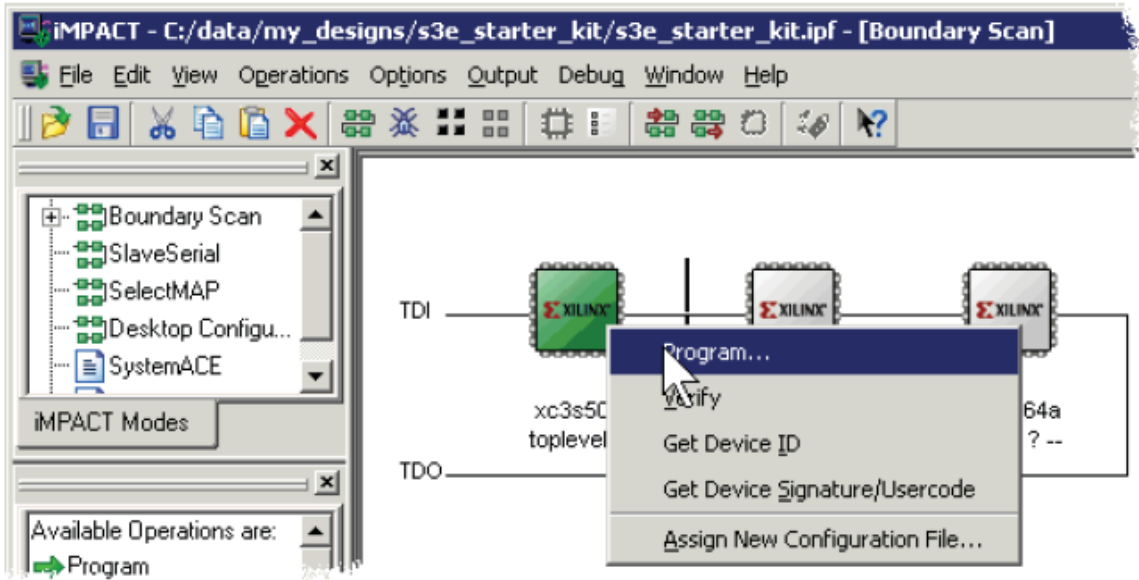 iMPACT - C:/data/my_designs/s3e_starter_kit/s3e_starter_kit.ipf - [Boundary Scan]
File Edit View Operations Options Output Debug Window Help
Boundary Scan
SlaveSerial
SelectMAP
Desktop Configu...
SystemACE
iMPACT Modes
Available Operations are:
Program
TDI
XILINX
XILINX
XILINX
xc3s50
toplevel
64a
? --
TDO
Program...
Verify
Get Device ID
Get Device Signature/Usercode
Assign New Configuration File...